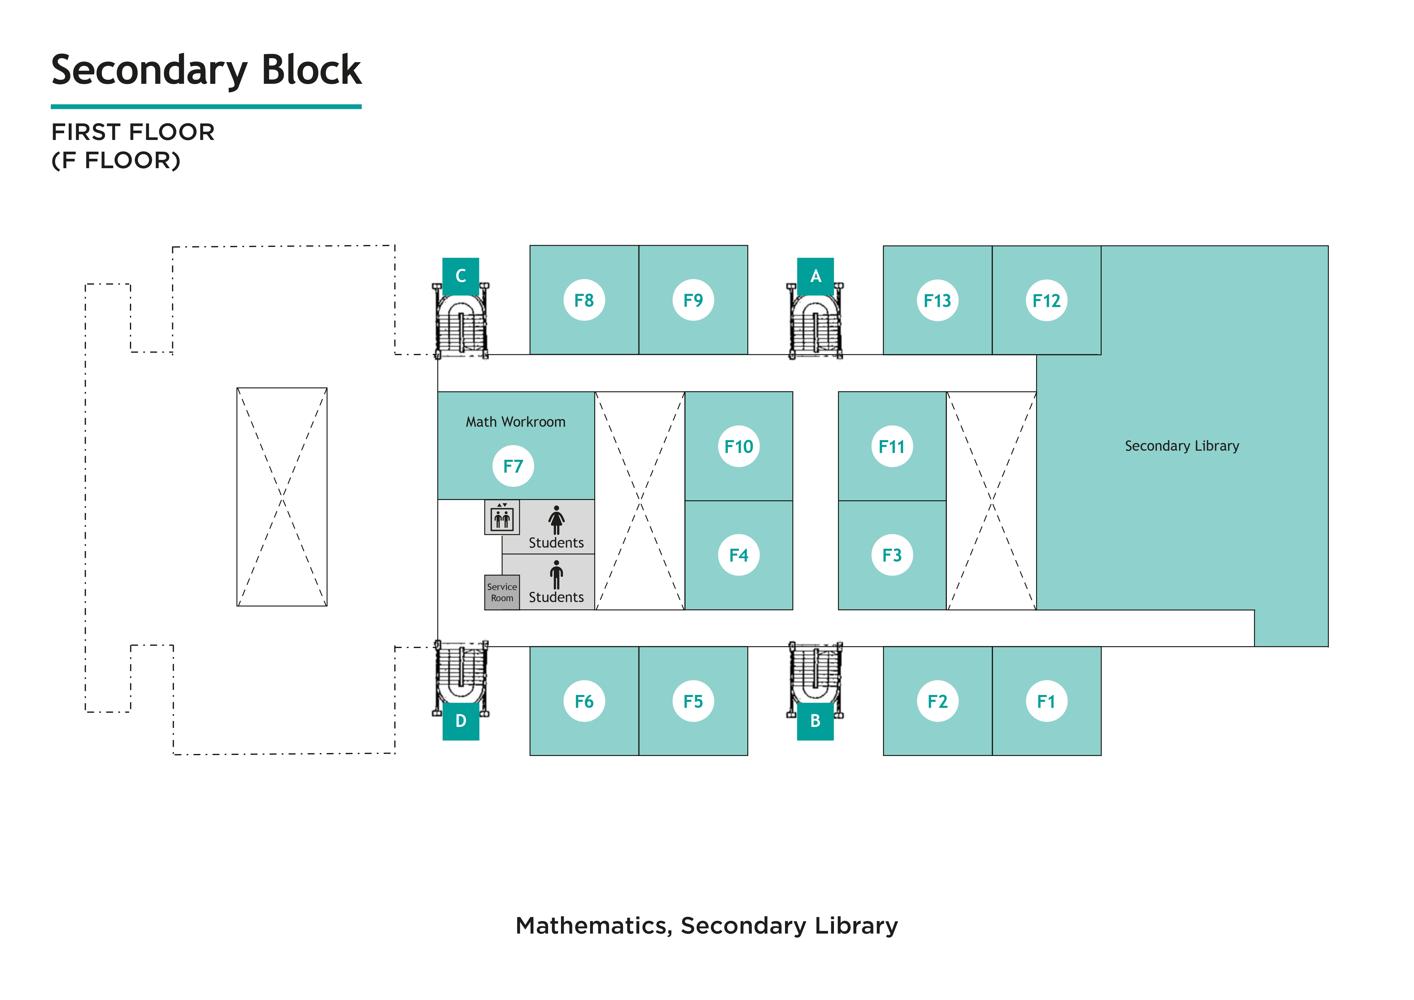 Secondary Block
FIRST FLOOR
(F FLOOR)
C
A
F8
F9
F13
F12
Math Workroom
F7
F10
F11
Secondary Library
Students
F4
F3
Service
Room
Students
F6
F5
F2
F1
D
B
Mathematics, Secondary Library